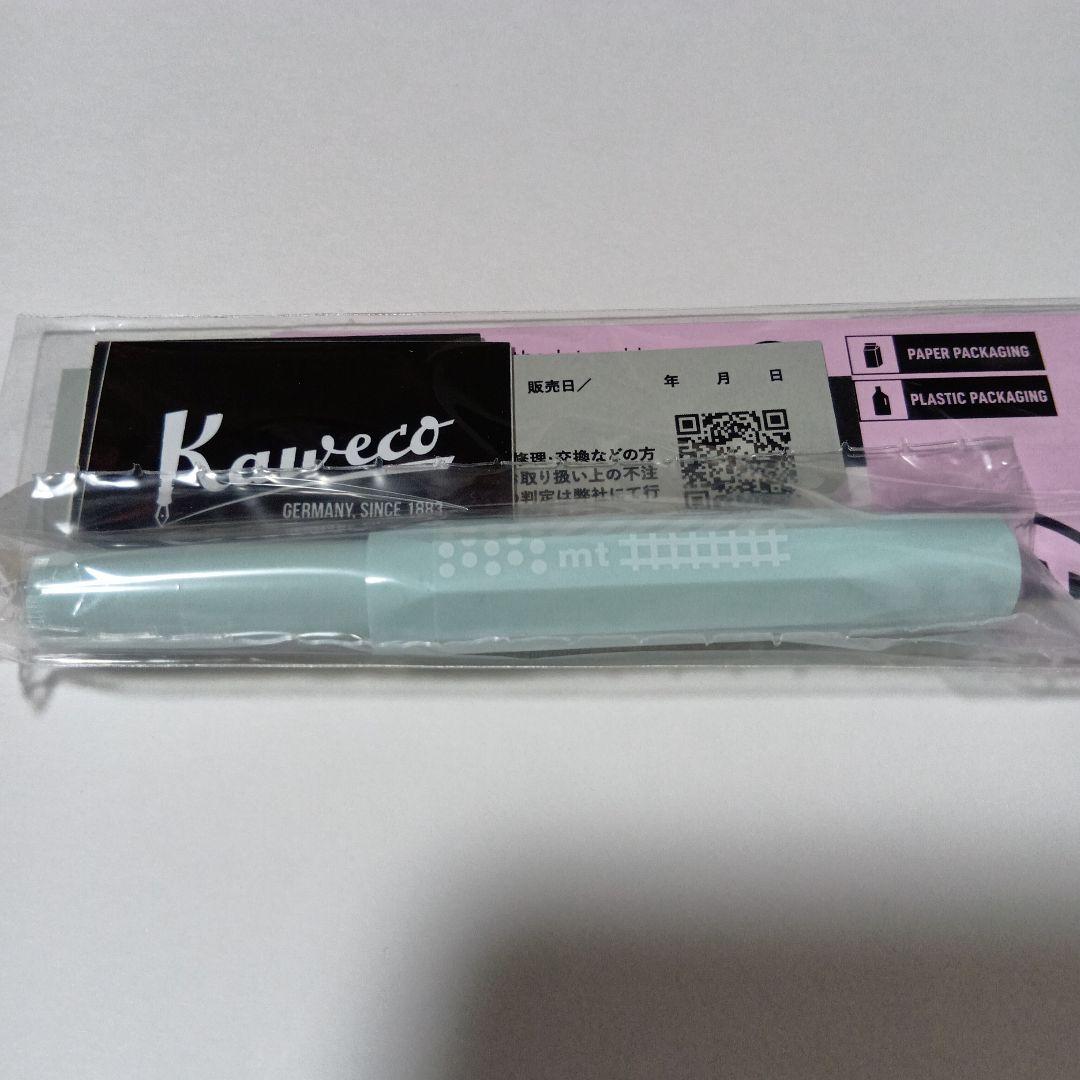 Kaweco
GERMANY, SINCE 1883
販売日／ 年 月 日
修理・交換などの方
取り扱い上の不注
判定は弊社にて行
PAPER PACKAGING
PLASTIC PACKAGING
mt